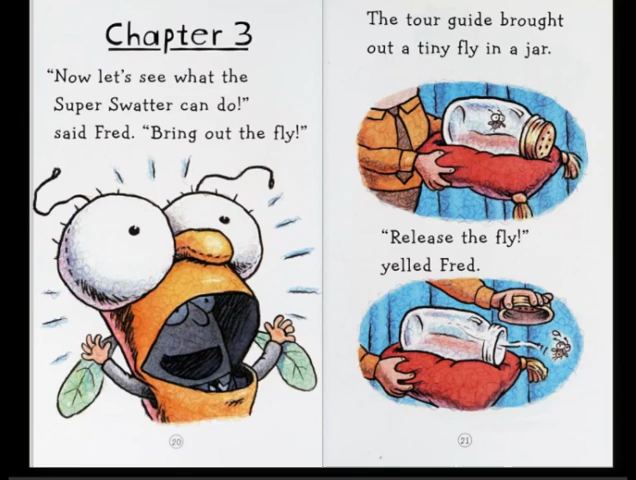 Chapter 3
"Now let's see what the
Super Swatter can do!"
said Fred. "Bring out the fly!"
20
The tour guide brought
out a tiny fly in a jar.
"Release the fly!"
yelled Fred.
21